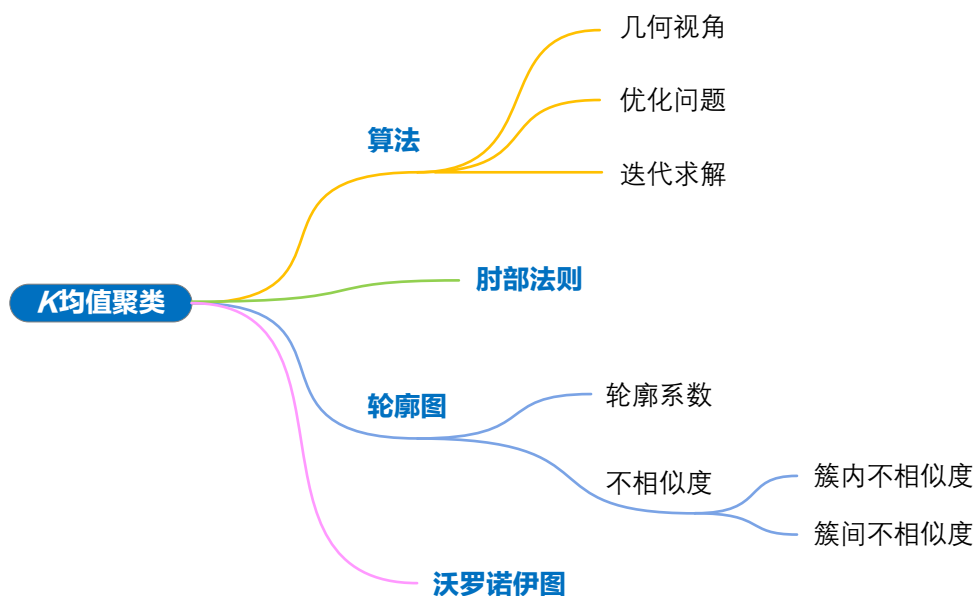 几何视角
优化问题
算法
迭代求解
肘部法则
K均值聚类
轮廓图
轮廓系数
不相似度
簇内不相似度
簇间不相似度
沃罗诺伊图